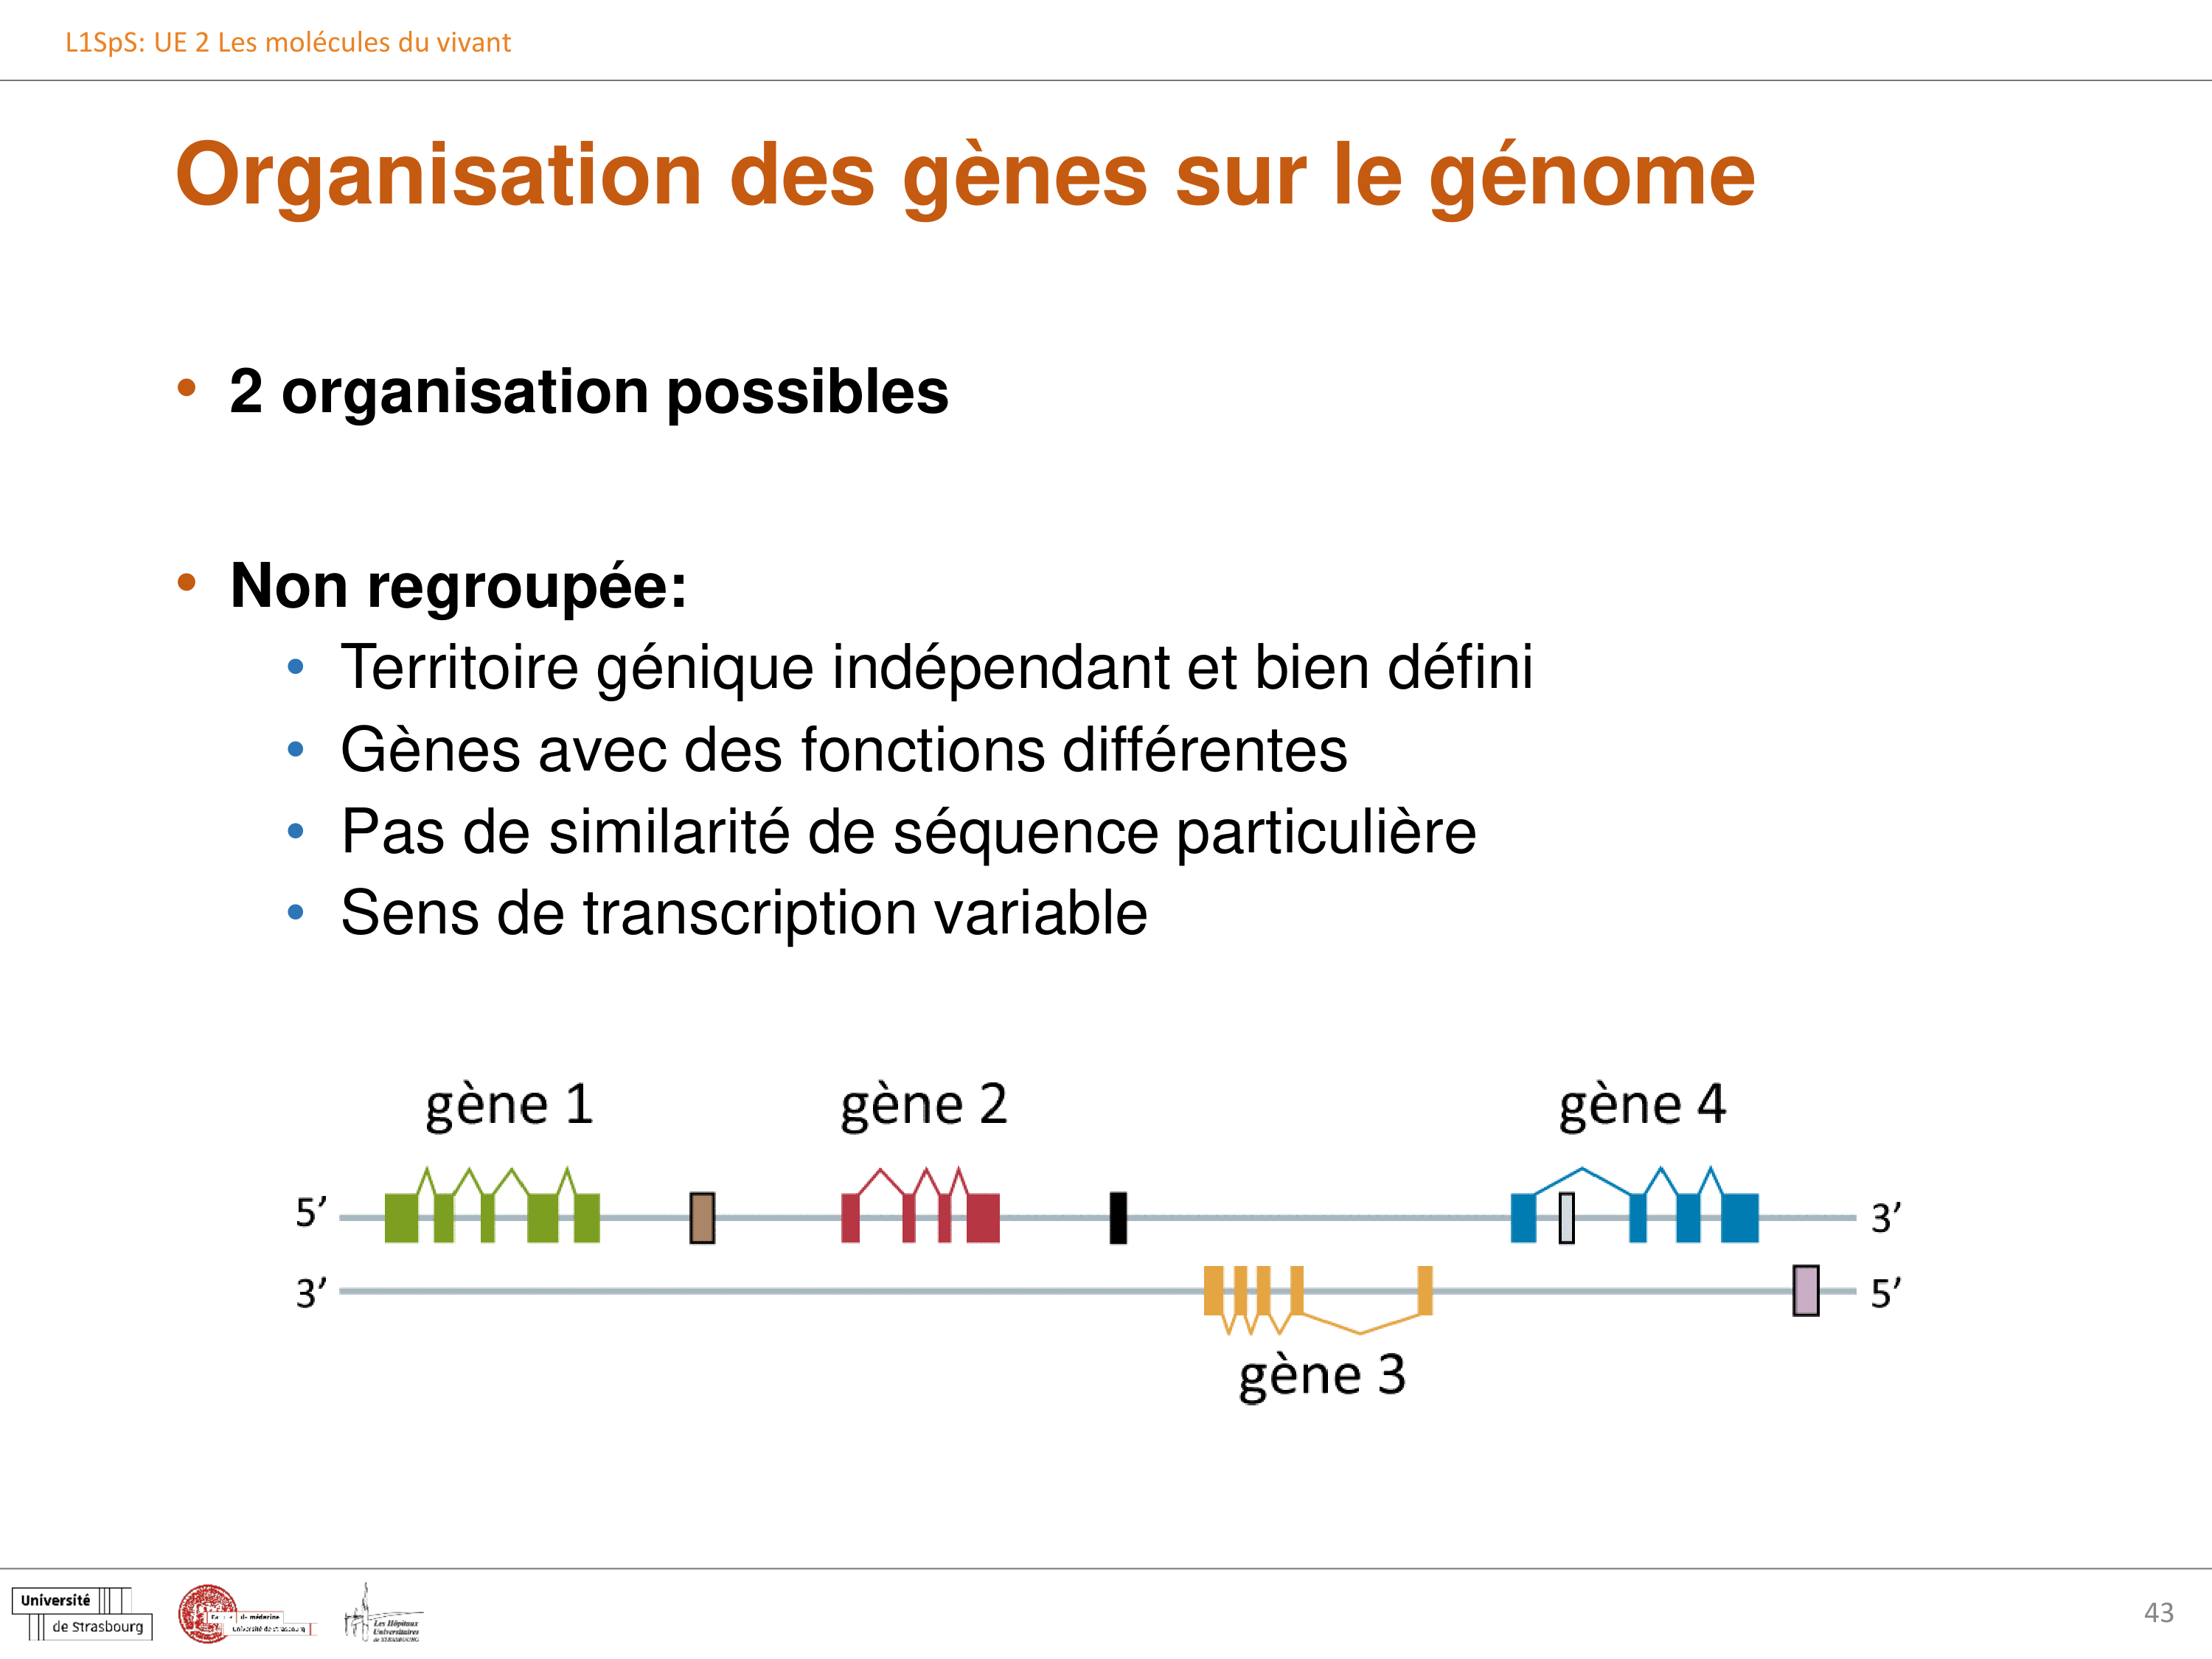 L1SpS: UE 2 Les molécules du vivant
Organisation des gènes sur le génome
• 2 organisation possibles
• Non regroupée:
• Territoire génique indépendant et bien défini
• Gènes avec des fonctions différentes
• Pas de similarité de séquence particulière
• Sens de transcription variable
gène 1 gène 2 gène 4
5’ 3’
3’ 5’
gène 3
Université
de Strasbourg
de médecine
Université de Strasbourg
Les Hôpitaux
Universitaires
de STRASBOURG
43